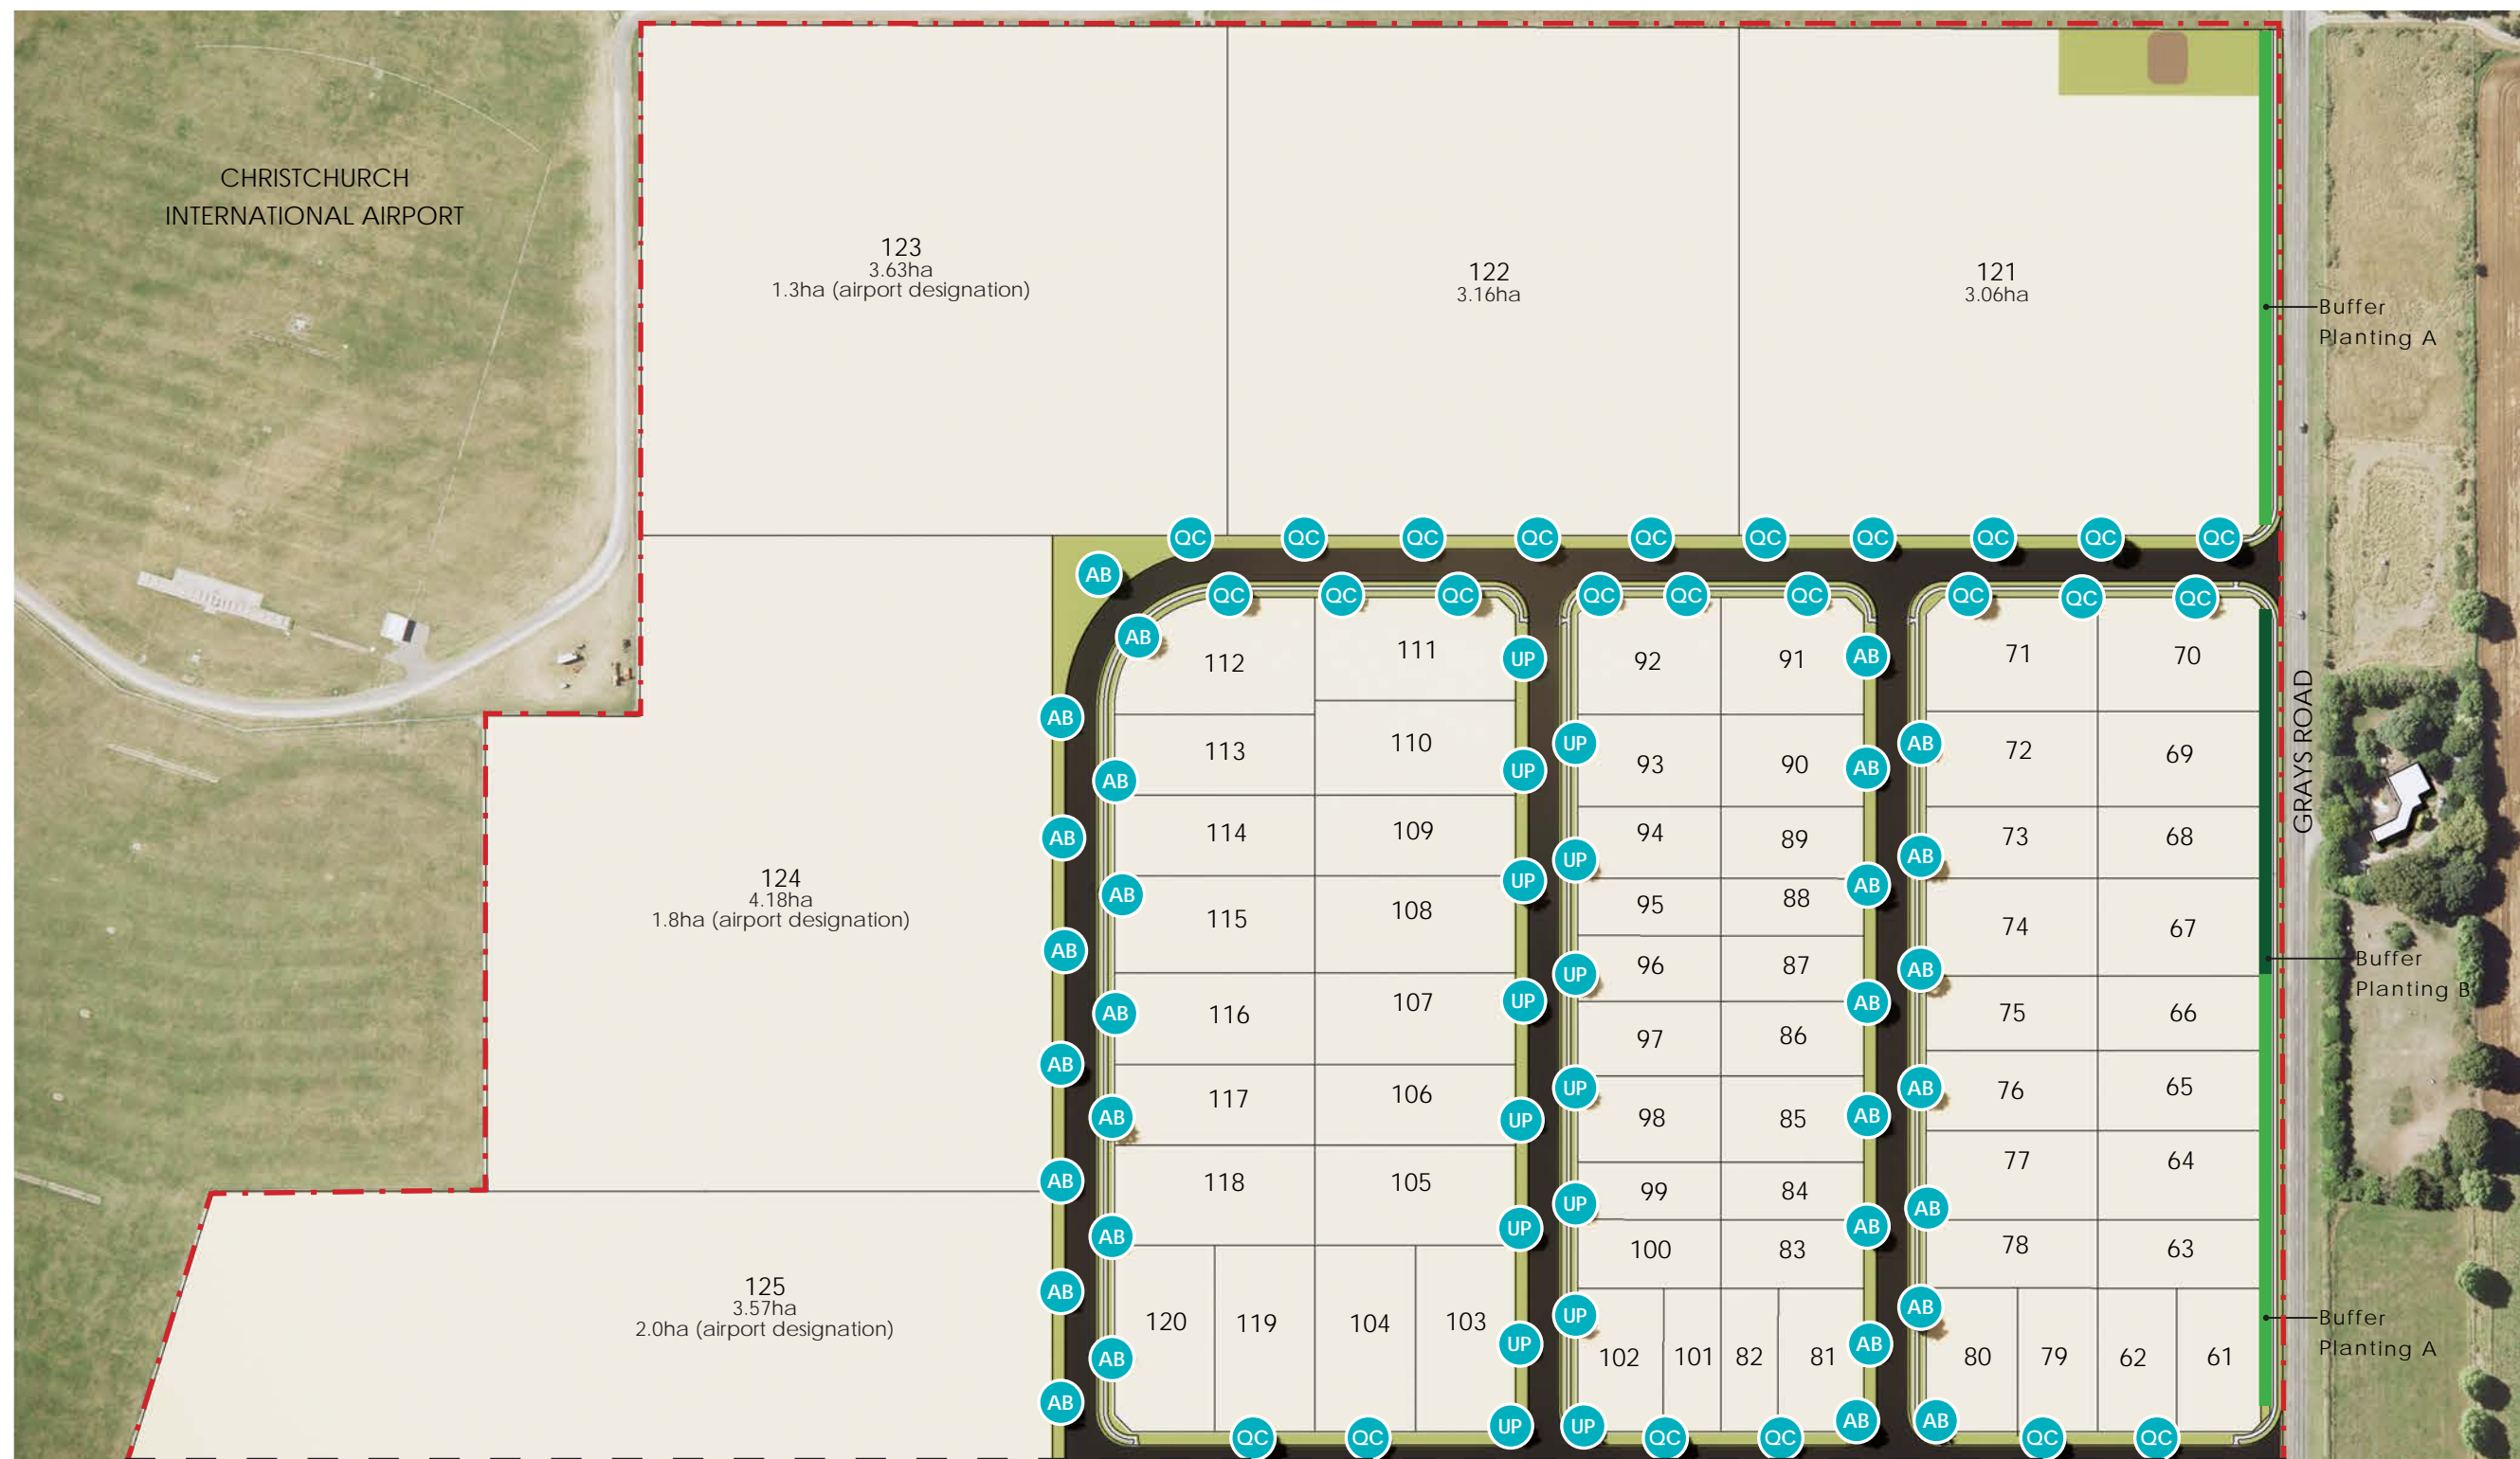 CHRISTCHURCH
INTERNATIONAL AIRPORT
123
3.63ha
1.3ha (airport designation)
122
3.16ha
121
3.06ha
Buffer
Planting A
QC QC QC QC QC QC QC QC QC QC
AB
QC QC QC QC QC QC QC QC QC
AB
112 111 UP 92 91 AB 71 70
GRAYS ROAD
AB
113 110 UP 93 90 AB 72 69
UP AB
AB
114 109 94 89 73 68
AB
UP AB
124
4.18ha
1.8ha (airport designation)
AB UP AB
115 108 95 88 74 67
AB
96 87
UP AB
Buffer
Planting B
AB
116 107 UP 97 86 AB 75 66
AB
117 106 UP 98 85 AB 76 65
UP AB
AB UP AB
118 105 99 84 77 64
AB
UP AB
AB UP 100 83 AB 78 63
125
3.57ha
2.0ha (airport designation)
AB
120 119 104 103 UP 102 101 82 81 AB 80 79 62 61
UP AB
AB
Buffer
Planting A
AB
QC QC UP UP QC QC AB AB QC QC